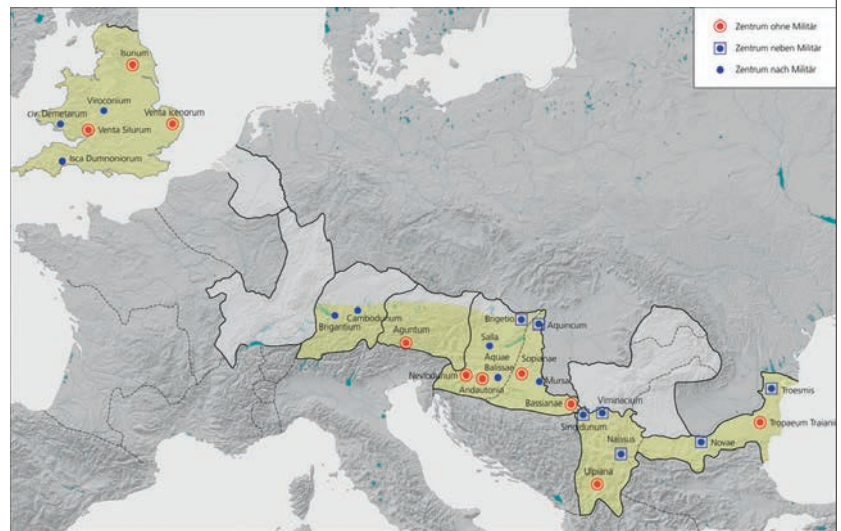 Zentrum ohne Militär
Zentrum neben Militär
Zentrum nach Militär
Isurium
Viroconium
civ. Demetarum
Venta Icenorum
Venta Silurum
Isca Dumnoniorum
Cambodunum
Brigantium
Aguntum
Brigetio
Aquincum
Salla
Aquae
Balissae
Sopianae
Neviodunum
Andautonia
Mursa
Bassianae
Viminacium
Singidunum
Naissus
Ulpiana
Novae
Troesmis
Tropaeum Traiani